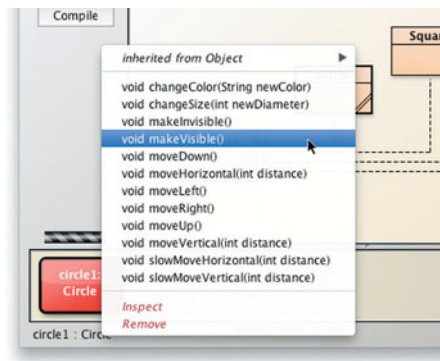 Compile
inherited from Object
void changeColor(String newColor)
void changeSize(int newDiameter)
void makeInvisible()
void makeVisible()
void moveDown()
void moveHorizontal(int distance)
void moveLeft()
void moveRight()
void moveUp()
void moveVertical(int distance)
void slowMoveHorizontal(int distance)
void slowMoveVertical(int distance)
Inspect
Remove
circle1:
Circle
circle1 : Circle